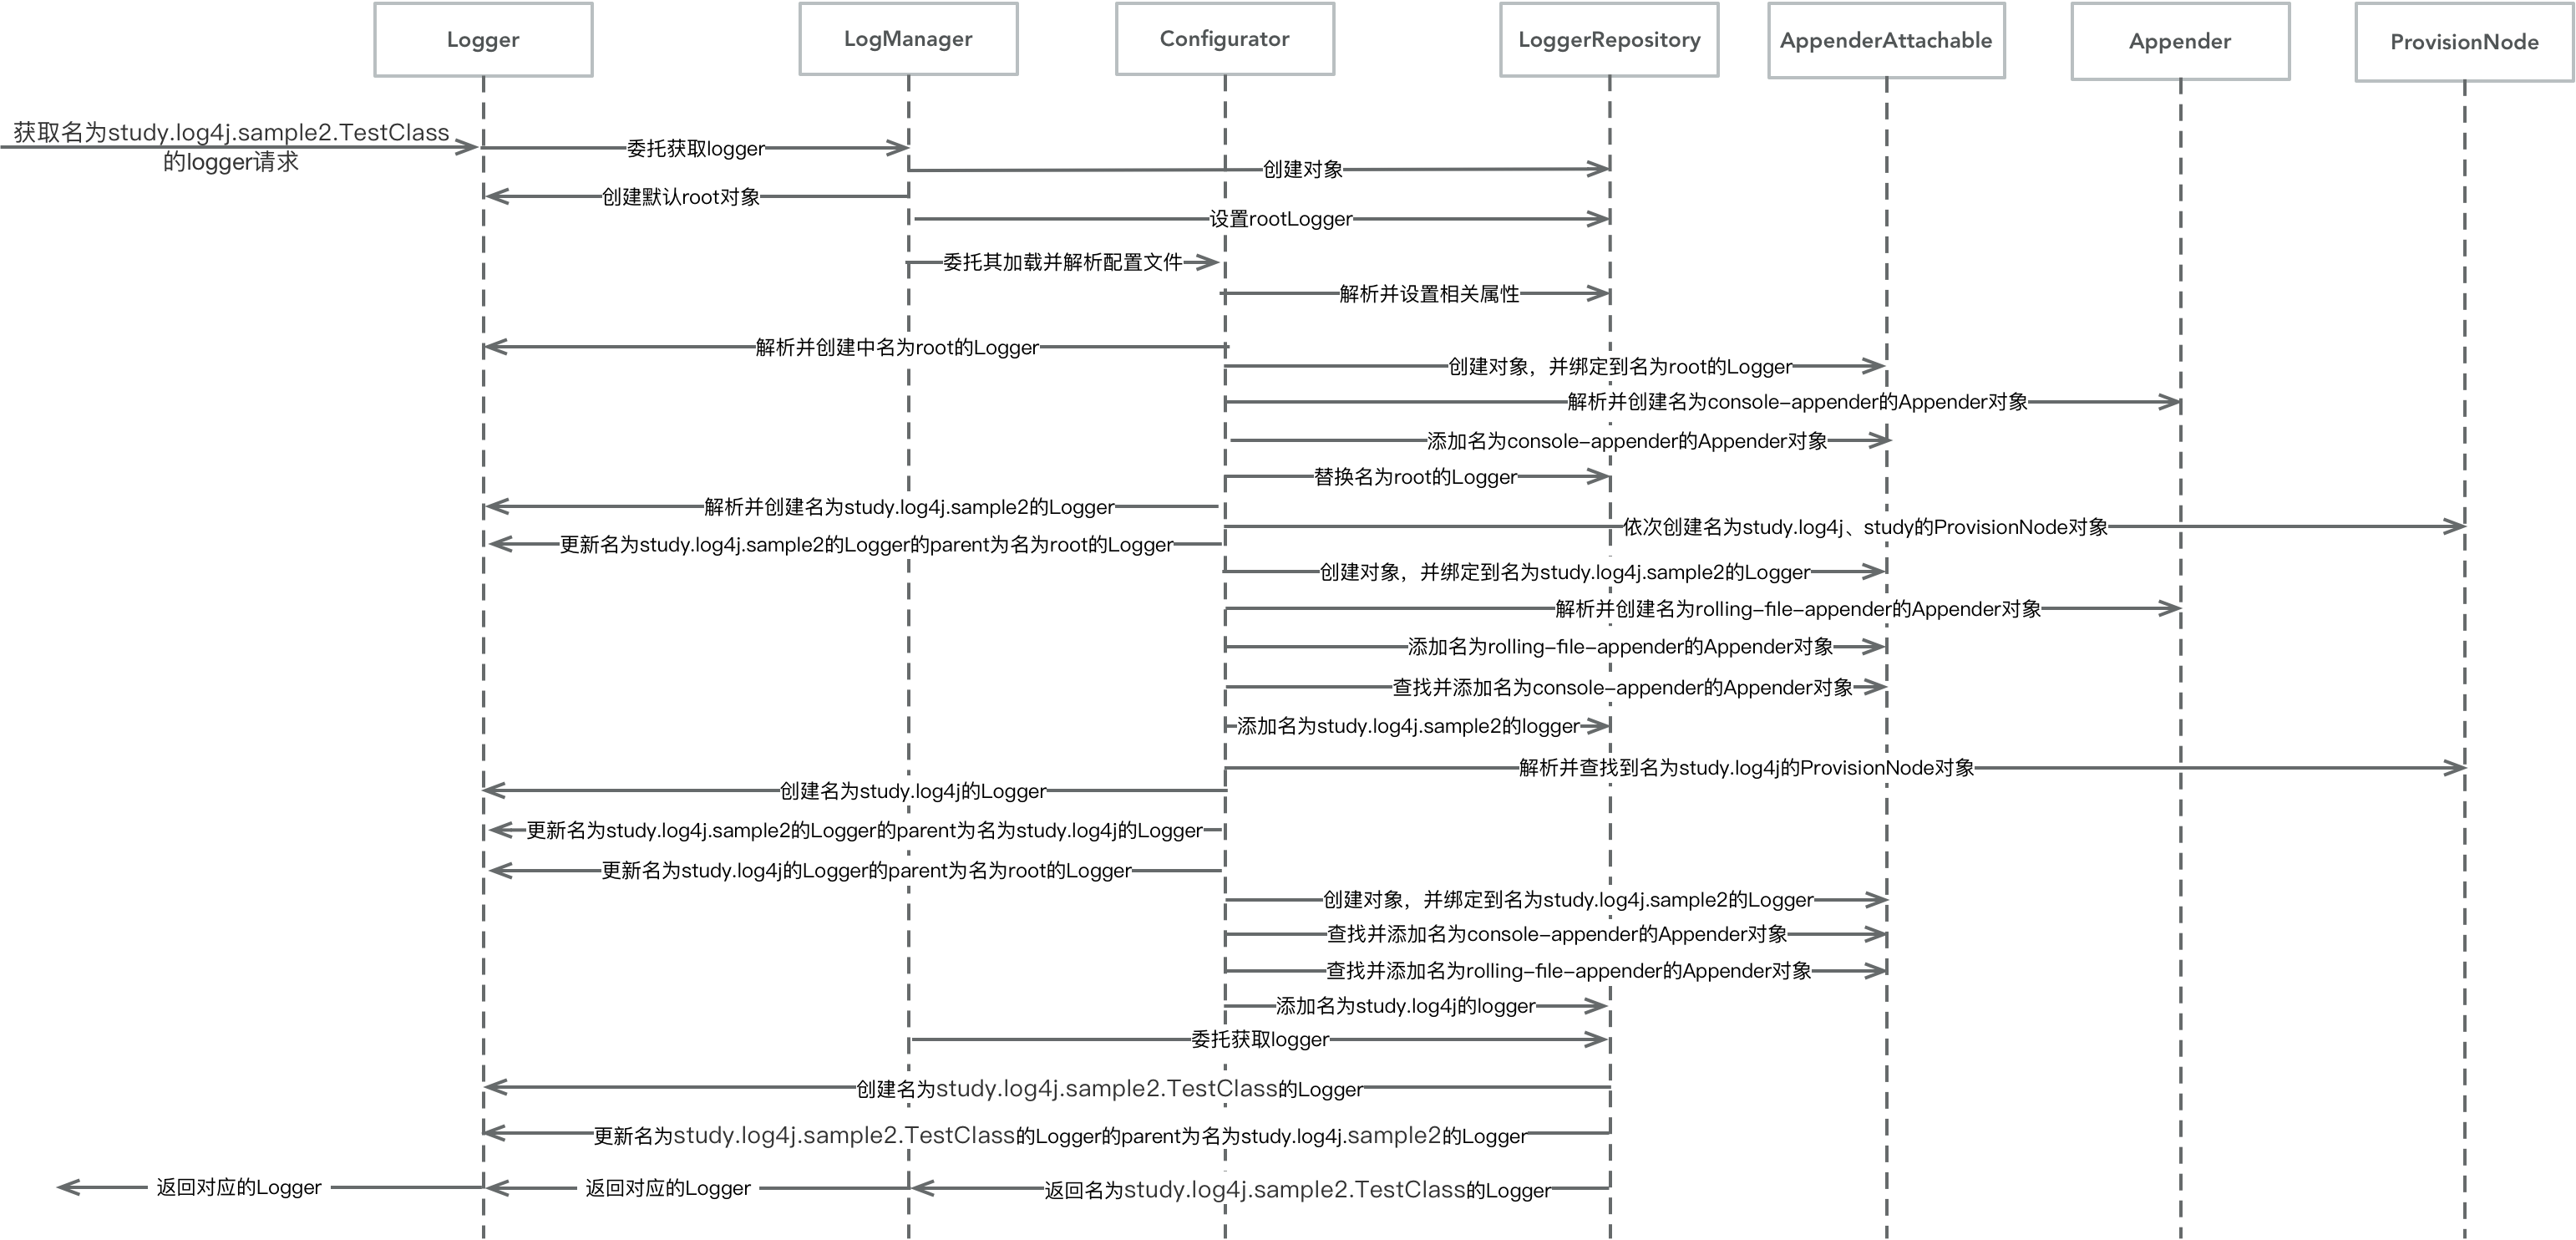 Logger
LogManager
Configurator
LoggerRepository
AppenderAttachable
Appender
ProvisionNode
获取名为study.log4j.sample2.TestClass
的logger请求
委托获取logger
创建对象
创建默认root对象
设置rootLogger
委托其加载并解析配置文件
解析并设置相关属性
解析并创建中名为root的Logger
创建对象，并绑定到名为root的Logger
解析并创建名为console-appender的Appender对象
添加名为console-appender的Appender对象
替换名为root的Logger
解析并创建名为study.log4j.sample2的Logger
依次创建名为study.log4j、study的ProvisionNode对象
更新名为study.log4j.sample2的Logger的parent为名为root的Logger
创建对象，并绑定到名为study.log4j.sample2的Logger
解析并创建名为rolling-file-appender的Appender对象
添加名为rolling-file-appender的Appender对象
查找并添加名为console-appender的Appender对象
添加名为study.log4j.sample2的logger
解析并查找到名为study.log4j的ProvisionNode对象
创建名为study.log4j的Logger
更新名为study.log4j.sample2的Logger的parent为名为study.log4j的Logger
更新名为study.log4j的Logger的parent为名为root的Logger
创建对象，并绑定到名为study.log4j.sample2的Logger
查找并添加名为console-appender的Appender对象
查找并添加名为rolling-file-appender的Appender对象
添加名为study.log4j的logger
委托获取logger
创建名为study.log4j.sample2.TestClass的Logger
更新名为study.log4j.sample2.TestClass的Logger的parent为名为study.log4j.sample2的Logger
返回对应的Logger
返回对应的Logger
返回名为study.log4j.sample2.TestClass的Logger